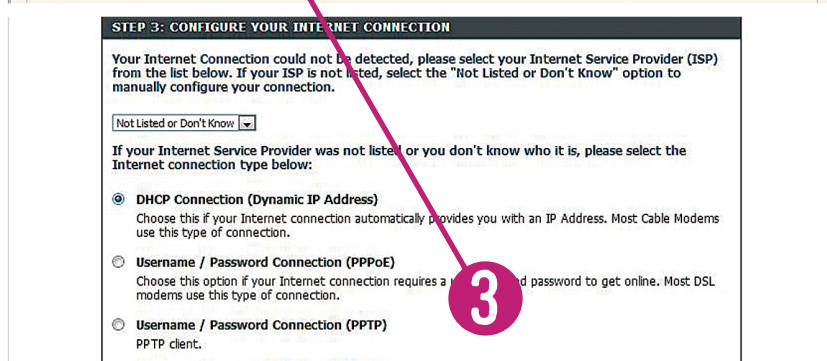 STEP 3: CONFIGURE YOUR INTERNET CONNECTION
Your Internet Connection could not be detected, please select your Internet Service Provider (ISP)
from the list below. If your ISP is not listed, select the "Not Listed or Don't Know" option to
manually configure your connection.
Not Listed or Don't Know
If your Internet Service Provider was not listed or you don't know who it is, please select the
Internet connection type below:
DHCP Connection (Dynamic IP Address)
Choose this if your Internet connection automatically provides you with an IP Address. Most Cable Modems
use this type of connection.
Username / Password Connection (PPPoE)
Choose this option if your Internet connection requires a password to get online. Most DSL
modems use this type of connection.
3
Username / Password Connection (PPTP)
PPTP client.